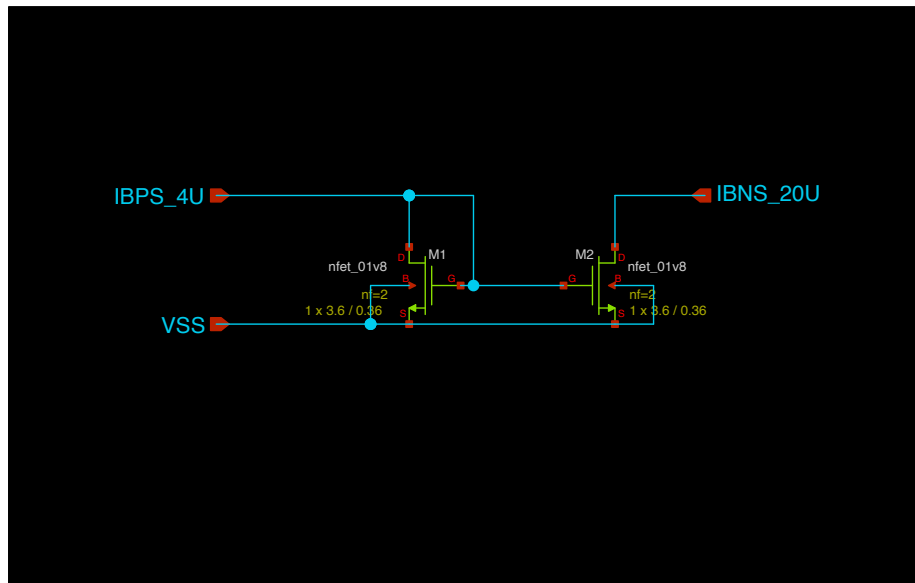 IBPS_4U
IBNS_20U
M1
M2
D
D
nfet_01v8
nfet_01v8
B
B
G
G
nf=2
nf=2
1 x 3.6 / 0.36
1 x 3.6 / 0.36
S
S
VSS